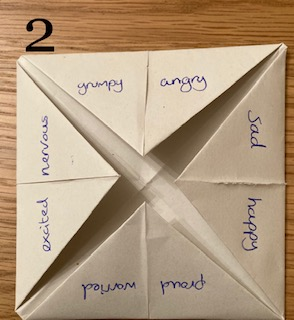 2
grumpy
angry
sad
happy
proud
worried
excited
nervous